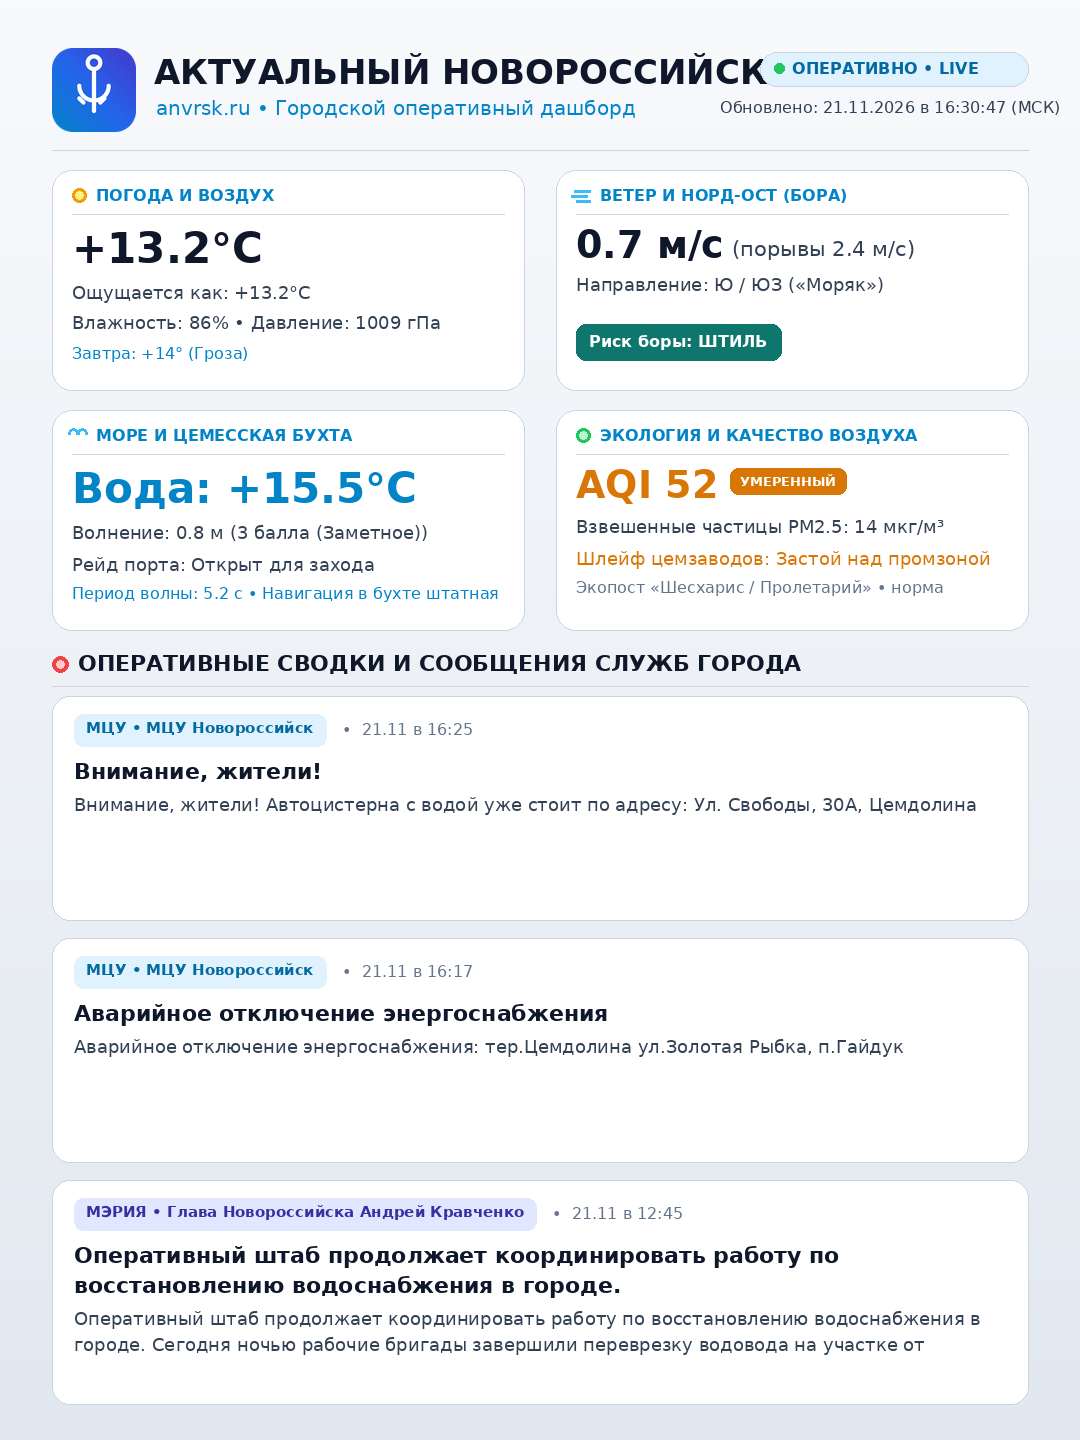 АКТУАЛЬНЫЙ НОВОРОССИЙСК
ОПЕРАТИВНО • LIVE
anvrsk.ru • Городской оперативный дашборд
Обновлено: 21.11.2026 в 16:30:47 (МСК)
ПОГОДА И ВОЗДУХ
+13.2°C
Ощущается как: +13.2°C
Влажность: 86% • Давление: 1009 гПа
Завтра: +14° (Гроза)
ВЕТЕР И НОРД-ОСТ (БОРА)
0.7 м/с (порывы 2.4 м/с)
Направление: Ю / ЮЗ («Моряк»)
Риск боры: ШТИЛЬ
МОРЕ И ЦЕМЕССКАЯ БУХТА
Вода: +15.5°C
Волнение: 0.8 м (3 балла (Заметное))
Рейд порта: Открыт для захода
Период волны: 5.2 с • Навигация в бухте штатная
ЭКОЛОГИЯ И КАЧЕСТВО ВОЗДУХА
AQI 52 УМЕРЕННЫЙ
Взвешенные частицы PM2.5: 14 мкг/м³
Шлейф цемзаводов: Застой над промзоной
Экопост «Шесхарис / Пролетарий» • норма
ОПЕРАТИВНЫЕ СВОДКИ И СООБЩЕНИЯ СЛУЖБ ГОРОДА
МЦУ • МЦУ Новороссийск • 21.11 в 16:25
Внимание, жители!
Внимание, жители! Автоцистерна с водой уже стоит по адресу: Ул. Свободы, 30А, Цемдолина
МЦУ • МЦУ Новороссийск • 21.11 в 16:17
Аварийное отключение энергоснабжения
Аварийное отключение энергоснабжения: тер.Цемдолина ул.Золотая Рыбка, п.Гайдук
МЭРИЯ • Глава Новороссийска Андрей Кравченко • 21.11 в 12:45
Оперативный штаб продолжает координировать работу по
восстановлению водоснабжения в городе.
Оперативный штаб продолжает координировать работу по восстановлению водоснабжения в
городе. Сегодня ночью рабочие бригады завершили переврезку водовода на участке от